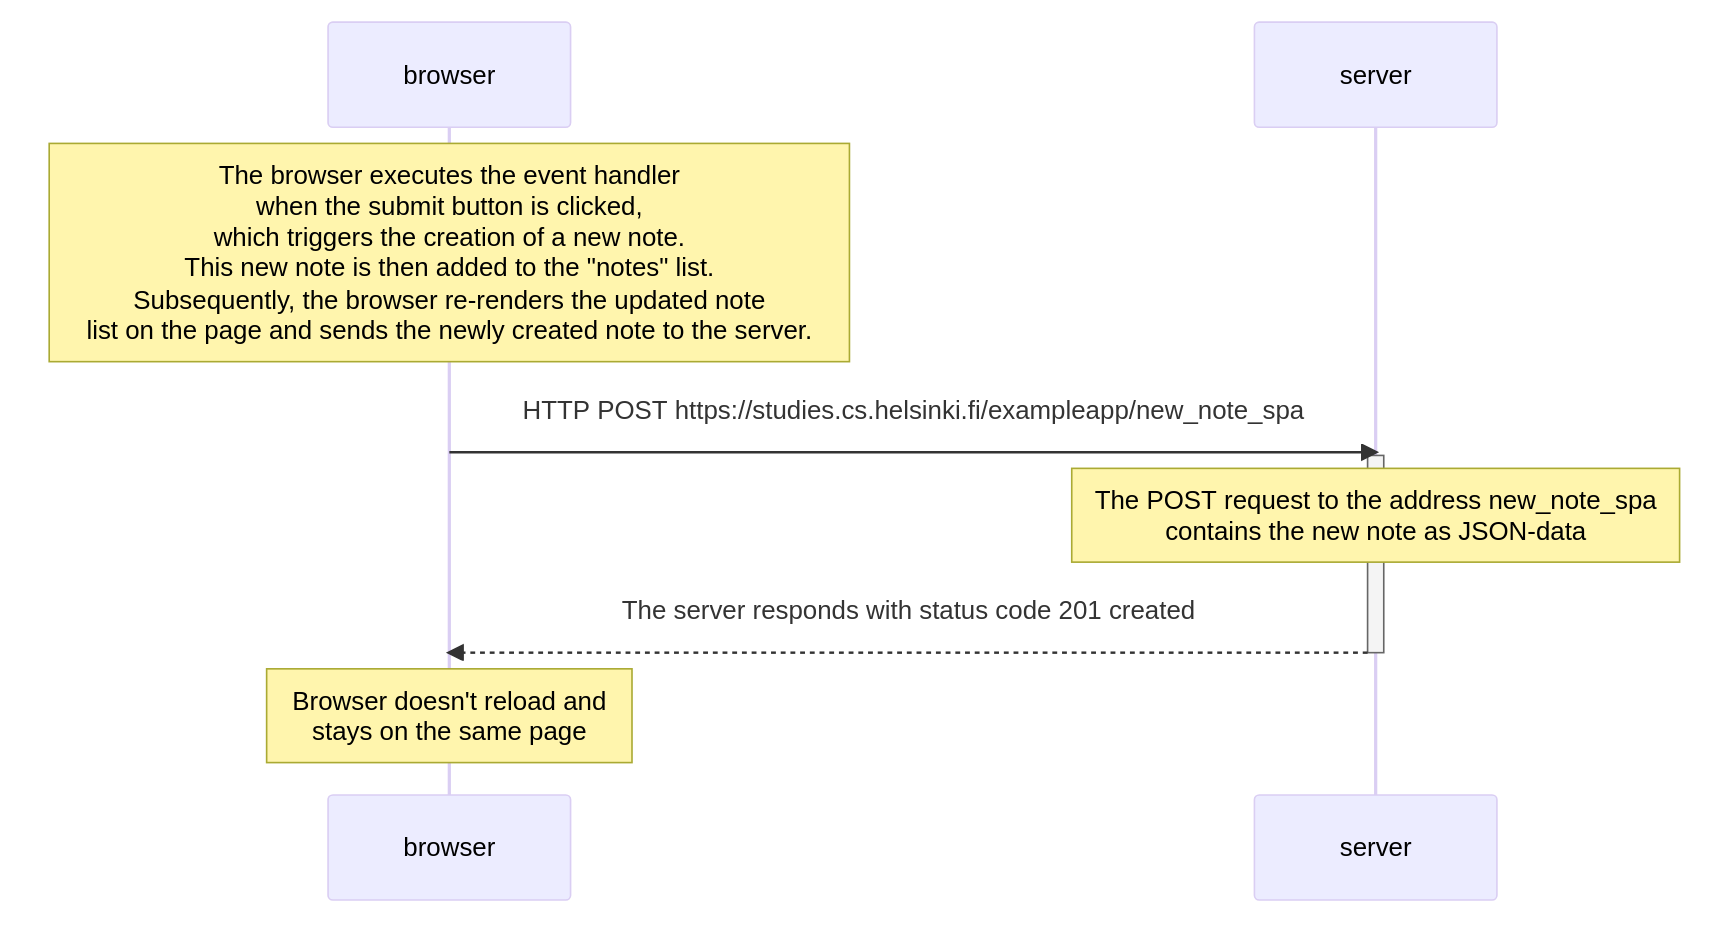 browser
server
The browser executes the event handler
when the submit button is clicked,
which triggers the creation of a new note.
This new note is then added to the "notes" list.
Subsequently, the browser re-renders the updated note
list on the page and sends the newly created note to the server.
HTTP POST https://studies.cs.helsinki.fi/exampleapp/new_note_spa
The POST request to the address new_note_spa
contains the new note as JSON-data
The server responds with status code 201 created
Browser doesn't reload and
stays on the same page
browser
server